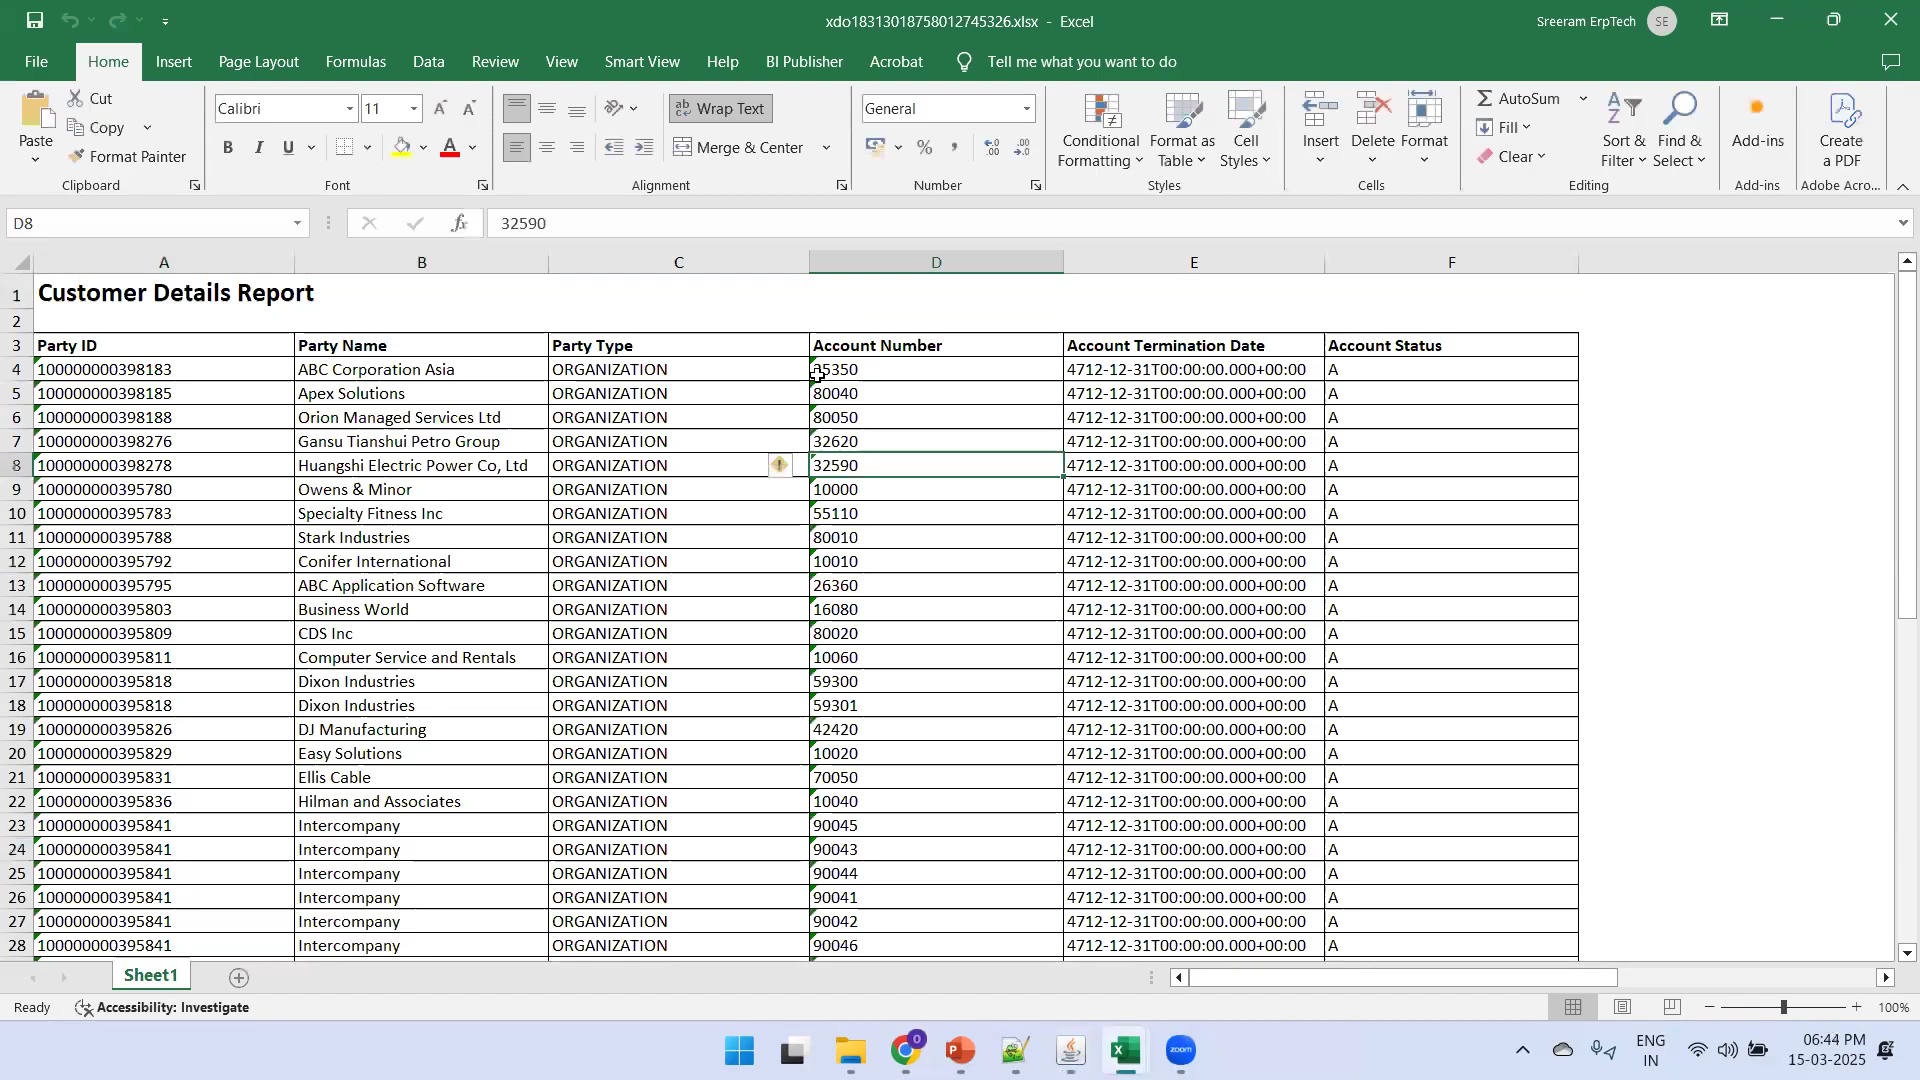 xdo18313018758012745326.xlsx - Excel
Sreeram ErpTech SE
File Home Insert Page Layout Formulas Data Review View Smart View Help BI Publisher Acrobat Tell me what you want to do
Paste
Cut
Copy
Format Painter
Clipboard
Calibri 11
B I U
Font
Wrap Text
Merge & Center
Alignment
General
Number
Conditional Formatting
Format as Table
Cell Styles
Styles
Insert
Delete
Format
Cells
AutoSum
Fill
Clear
Sort & Filter
Find & Select
Editing
Add-ins
Add-ins
Create a PDF
Adobe Acro...
D8 fx 32590
A B C D E F
1 Customer Details Report
2
3 Party ID Party Name Party Type Account Number Account Termination Date Account Status
4 100000000398183 ABC Corporation Asia ORGANIZATION 4712-12-31T00:00:00.000+00:00 A
5 100000000398185 Apex Solutions ORGANIZATION 80040 4712-12-31T00:00:00.000+00:00 A
6 100000000398188 Orion Managed Services Ltd ORGANIZATION 80050 4712-12-31T00:00:00.000+00:00 A
7 100000000398276 Gansu Tianshui Petro Group ORGANIZATION 32620 4712-12-31T00:00:00.000+00:00 A
8 100000000398278 Huangshi Electric Power Co, Ltd ORGANIZATION 32590 4712-12-31T00:00:00.000+00:00 A
9 100000000395780 Owens & Minor ORGANIZATION 10000 4712-12-31T00:00:00.000+00:00 A
10 100000000395783 Specialty Fitness Inc ORGANIZATION 55110 4712-12-31T00:00:00.000+00:00 A
11 100000000395788 Stark Industries ORGANIZATION 80010 4712-12-31T00:00:00.000+00:00 A
12 100000000395792 Conifer International ORGANIZATION 10010 4712-12-31T00:00:00.000+00:00 A
13 100000000395795 ABC Application Software ORGANIZATION 26360 4712-12-31T00:00:00.000+00:00 A
14 100000000395803 Business World ORGANIZATION 16080 4712-12-31T00:00:00.000+00:00 A
15 100000000395809 CDS Inc ORGANIZATION 80020 4712-12-31T00:00:00.000+00:00 A
16 100000000395811 Computer Service and Rentals ORGANIZATION 10060 4712-12-31T00:00:00.000+00:00 A
17 100000000395818 Dixon Industries ORGANIZATION 59300 4712-12-31T00:00:00.000+00:00 A
18 100000000395818 Dixon Industries ORGANIZATION 59301 4712-12-31T00:00:00.000+00:00 A
19 100000000395826 DJ Manufacturing ORGANIZATION 42420 4712-12-31T00:00:00.000+00:00 A
20 100000000395829 Easy Solutions ORGANIZATION 10020 4712-12-31T00:00:00.000+00:00 A
21 100000000395831 Ellis Cable ORGANIZATION 70050 4712-12-31T00:00:00.000+00:00 A
22 100000000395836 Hilman and Associates ORGANIZATION 10040 4712-12-31T00:00:00.000+00:00 A
23 100000000395841 Intercompany ORGANIZATION 90045 4712-12-31T00:00:00.000+00:00 A
24 100000000395841 Intercompany ORGANIZATION 90043 4712-12-31T00:00:00.000+00:00 A
25 100000000395841 Intercompany ORGANIZATION 90044 4712-12-31T00:00:00.000+00:00 A
26 100000000395841 Intercompany ORGANIZATION 90041 4712-12-31T00:00:00.000+00:00 A
27 100000000395841 Intercompany ORGANIZATION 90042 4712-12-31T00:00:00.000+00:00 A
28 100000000395841 Intercompany ORGANIZATION 90046 4712-12-31T00:00:00.000+00:00 A
Sheet1
Ready Accessibility: Investigate 100%
zoom
ENG
IN
06:44 PM
15-03-2025